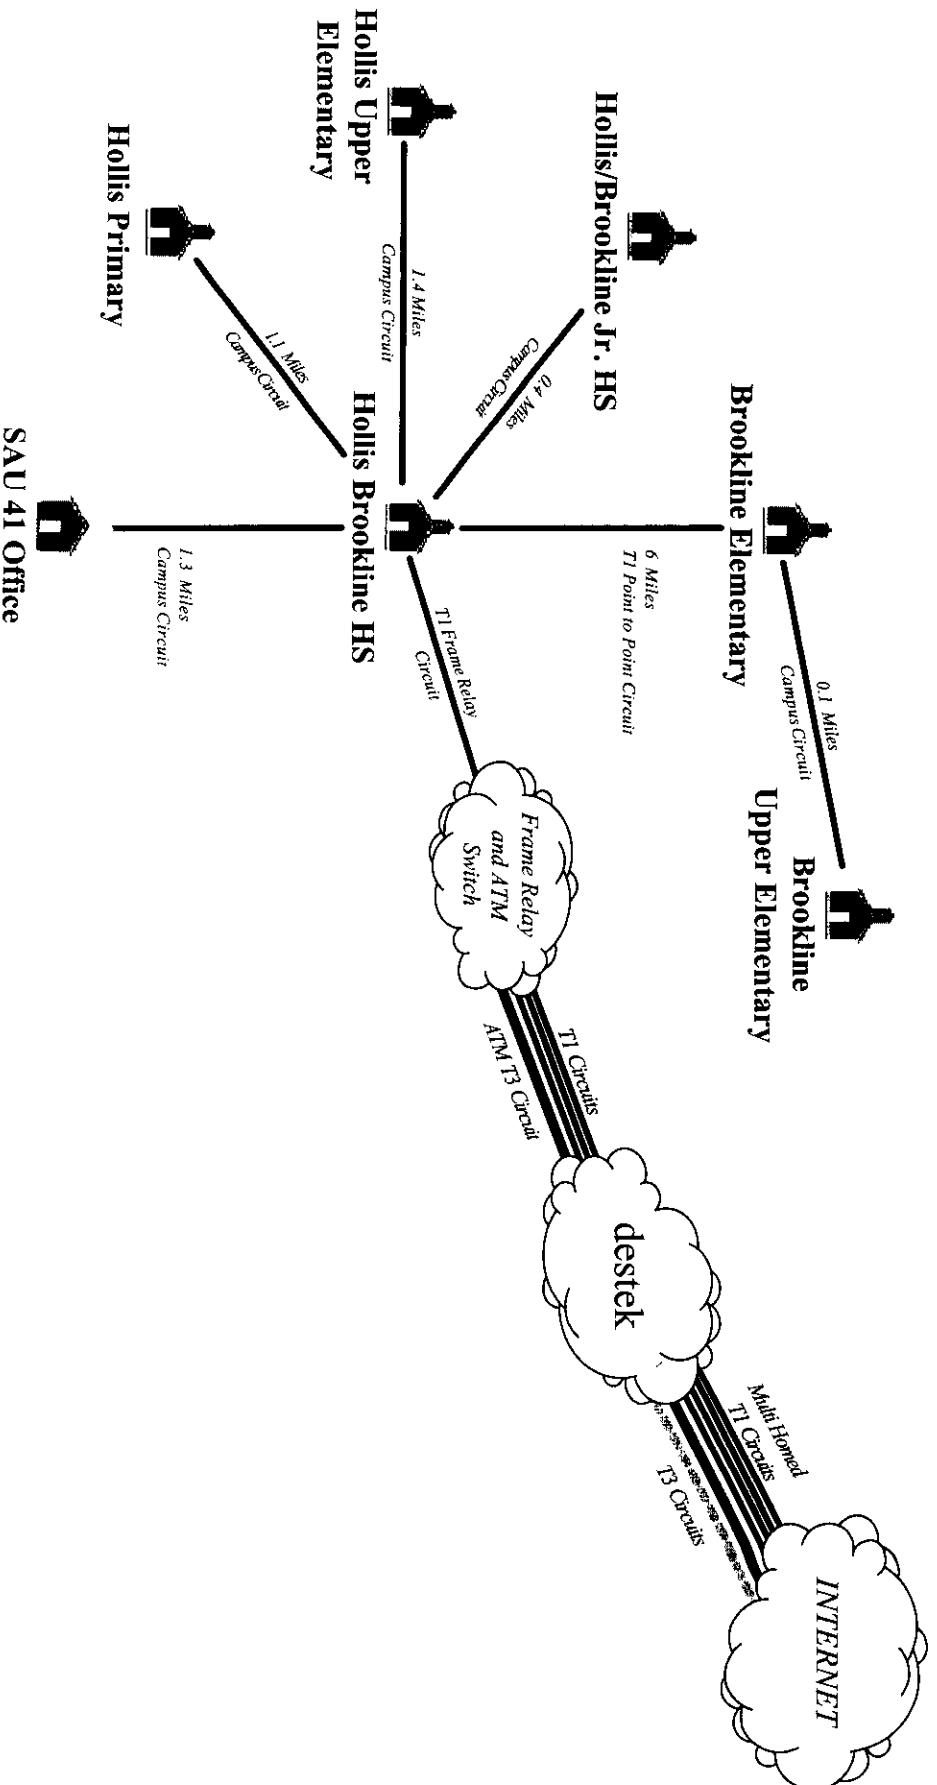 Brookline
Upper Elementary
0.1 Miles
Campus Circuit
Brookline Elementary
6 Miles
T1 Point to Point Circuit
Hollis/Brookline Jr. HS
0.4 Miles
Campus Circuit
Hollis Upper
Elementary
1.4 Miles
Campus Circuit
Hollis Brookline HS
Hollis Primary
1.1 Miles
Campus Circuit
SAU 41 Office
1.3 Miles
Campus Circuit
T1 Frame Relay
Circuit
Frame Relay
and ATM
Switch
T1 Circuits
ATM T3 Circuit
destek
Multi Homed
T1 Circuits
T3 Circuits
INTERNET